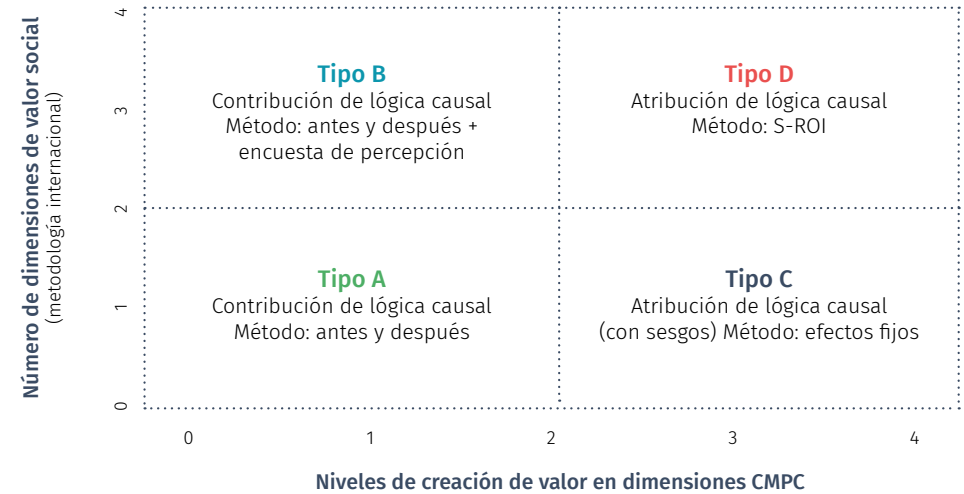 Número de dimensiones de valor social
(metodología internacional)
4
3
2
1
0
Tipo B
Contribución de lógica causal
Método: antes y después +
encuesta de percepción
Tipo D
Atribución de lógica causal
Método: S-ROI
Tipo A
Contribución de lógica causal
Método: antes y después
Tipo C
Atribución de lógica causal
(con sesgos) Método: efectos fijos
0 1 2 3 4
Niveles de creación de valor en dimensiones CMPC